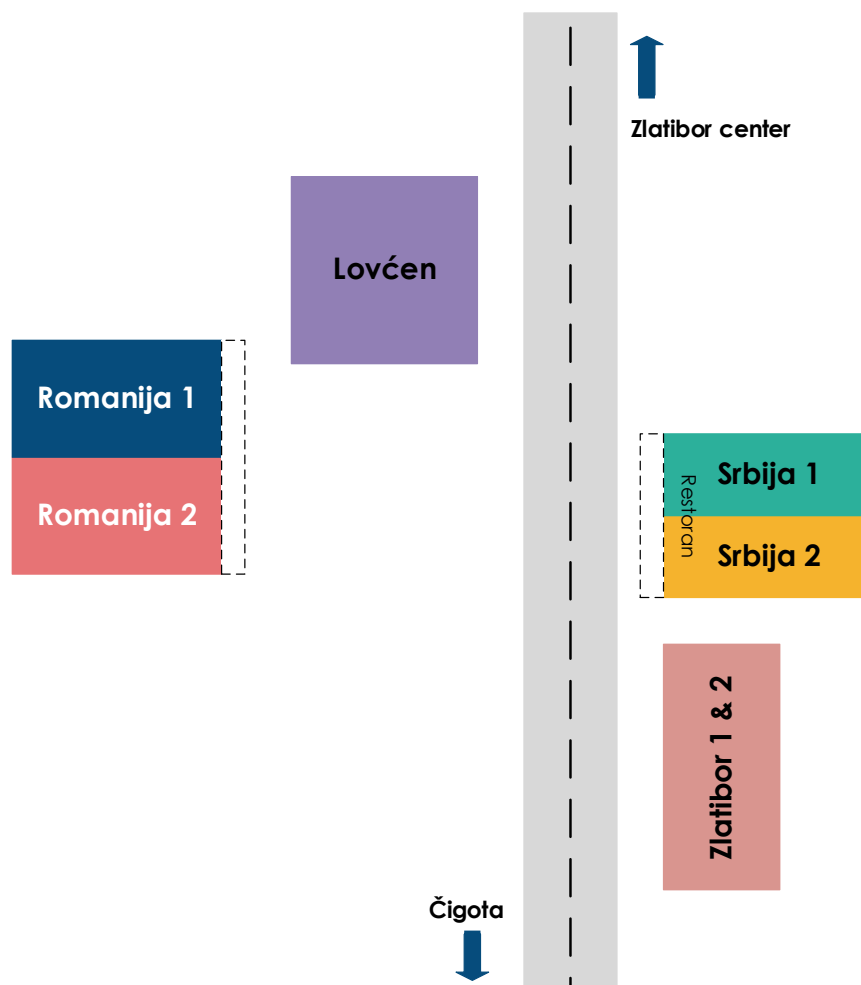 Zlatibor center
Lovćen
Romanija 1
Romanija 2
Srbija 1
Restoran
Srbija 2
Zlatibor 1 & 2
Čigota